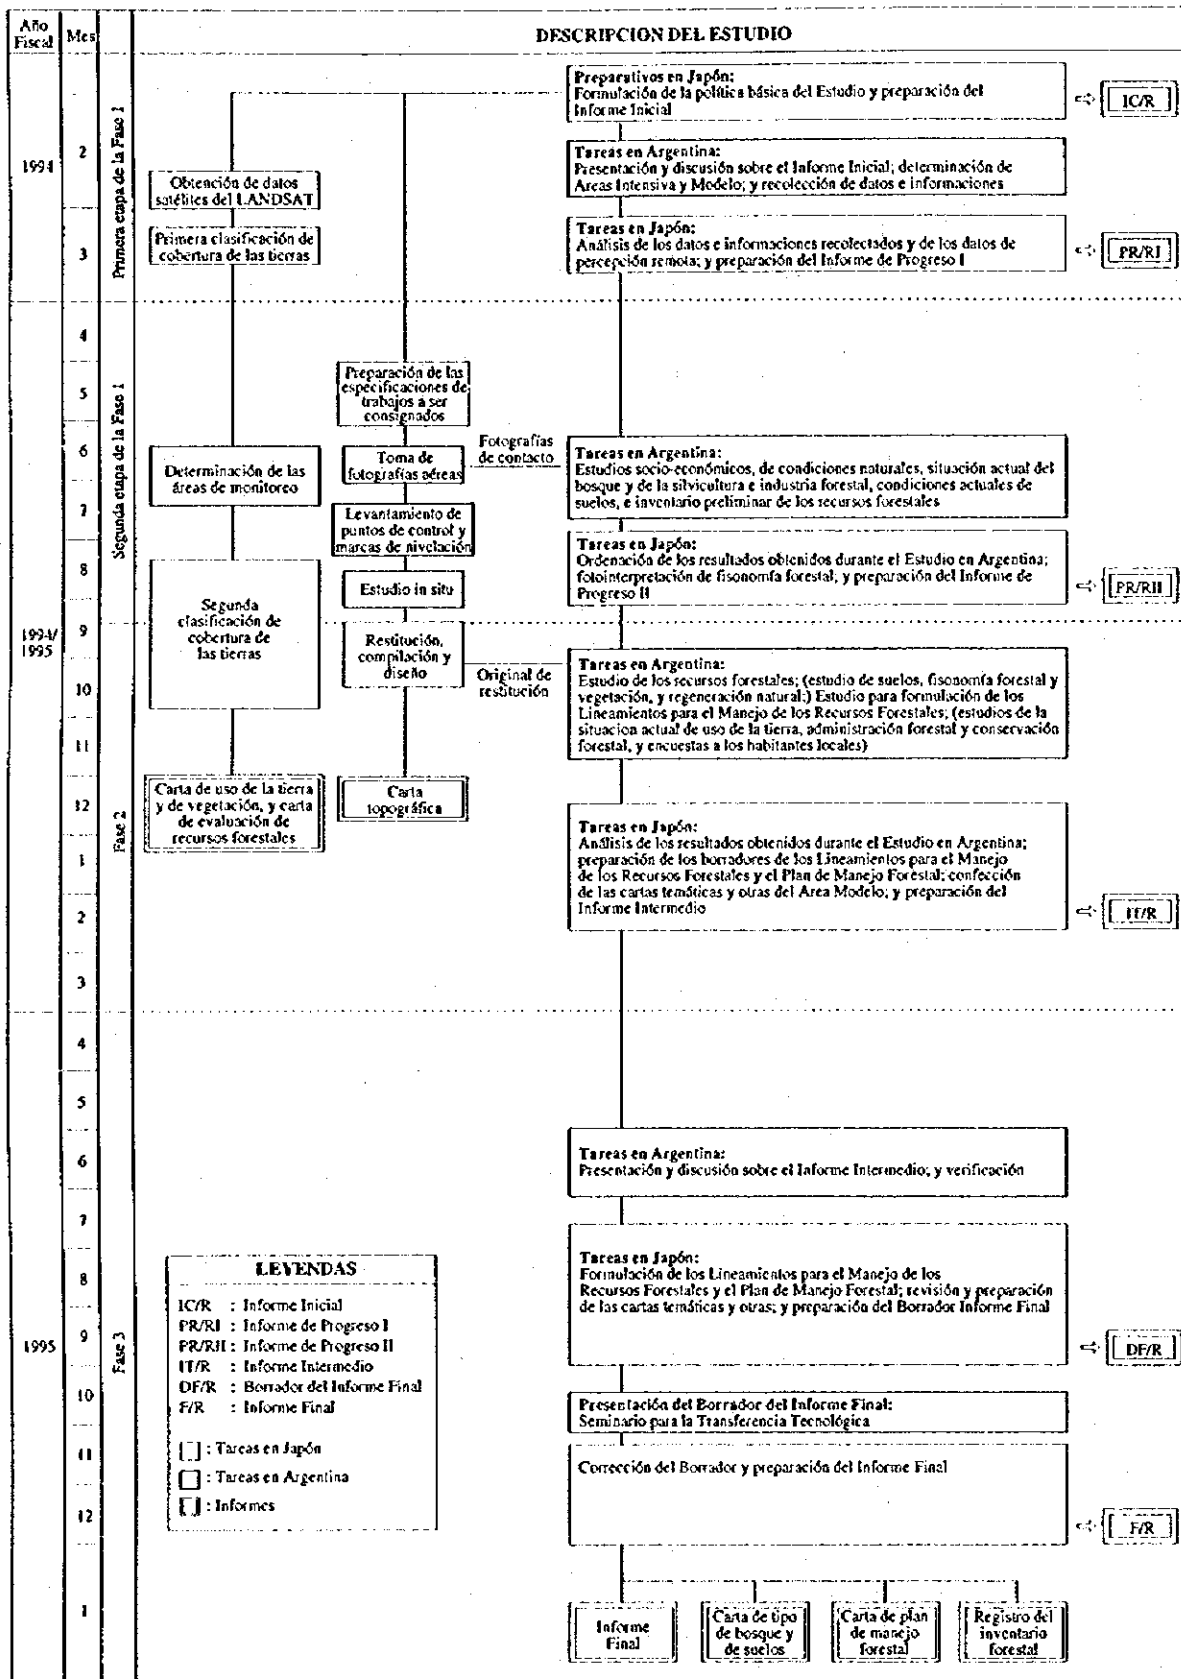 Año
Fiscal
Mes
DESCRIPCION DEL ESTUDIO
1994
2
3
Primera etapa de la Fase 1
Preparativos en Japón:
Formulación de la política básica del Estudio y preparación del
Informe Inicial
IC/R
Tareas en Argentina:
Presentación y discusión sobre el Informe Inicial; determinación de
Areas Intensiva y Modelo; y recolección de datos e informaciones
Obtención de datos
satélites del LANDSAT
Primera clasificación de
cobertura de las tierras
Tareas en Japón:
Análisis de los datos e informaciones recolectados y de los datos de
percepción remota; y preparación del Informe de Progreso I
PR/RI
1994/
1995
4
5
6
7
8
9
10
11
12
1
2
3
Segunda etapa de la Fase 1
Fase 2
Preparación de las
especificaciones de
trabajos a ser
consignados
Determinación de las
áreas de monitoreo
Toma de
fotografías aéreas
Fotografías
de contacto
Tareas en Argentina:
Estudios socio-económicos, de condiciones naturales, situación actual del
bosque y de la silvicultura e industria forestal, condiciones actuales de
suelos, e inventario preliminar de los recursos forestales
Levantamiento de
puntos de control y
marcas de nivelación
Tareas en Japón:
Ordenación de los resultados obtenidos durante el Estudio en Argentina;
fotointerpretación de fisonomía forestal; y preparación del Informe de
Progreso II
PR/RII
Estudio in situ
Segunda
clasificación de
cobertura de
las tierras
Restitución,
compilación y
diseño
Original de
restitución
Tareas en Argentina:
Estudio de los recursos forestales; (estudio de suelos, fisonomía forestal y
vegetación, y regeneración natural;) Estudio para formulación de los
Lineamientos para el Manejo de los Recursos Forestales; (estudios de la
situacion actual de uso de la tierra, administración forestal y conservación
forestal, y encuestas a los habitantes locales)
Carta de uso de la tierra
y de vegetación, y carta
de evaluación de
recursos forestales
Carta
topográfica
Tareas en Japón:
Análisis de los resultados obtenidos durante el Estudio en Argentina;
preparación de los borradores de los Lineamientos para el Manejo
de los Recursos Forestales y el Plan de Manejo Forestal; confección
de las cartas temáticas y otras del Area Modelo; y preparación del
Informe Intermedio
IT/R
1995
4
5
6
7
8
9
10
11
12
1
Fase 3
Tareas en Argentina:
Presentación y discusión sobre el Informe Intermedio; y verificación
Tareas en Japón:
Formulación de los Lineamientos para el Manejo de los
Recursos Forestales y el Plan de Manejo Forestal; revisión y preparación
de las cartas temáticas y otras; y preparación del Borrador Informe Final
DF/R
Presentación del Borrador del Informe Final:
Seminario para la Transferencia Tecnológica
Corrección del Borrador y preparación del Informe Final
F/R
LEYENDAS
IC/R : Informe Inicial
PR/RI : Informe de Progreso I
PR/RII : Informe de Progreso II
IT/R : Informe Intermedio
DF/R : Borrador del Informe Final
F/R : Informe Final
: Tareas en Japón
: Tareas en Argentina
: Informes
Informe
Final
Carta de tipo
de bosque y
de suelos
Carta de plan
de manejo
forestal
Registro del
inventario
forestal